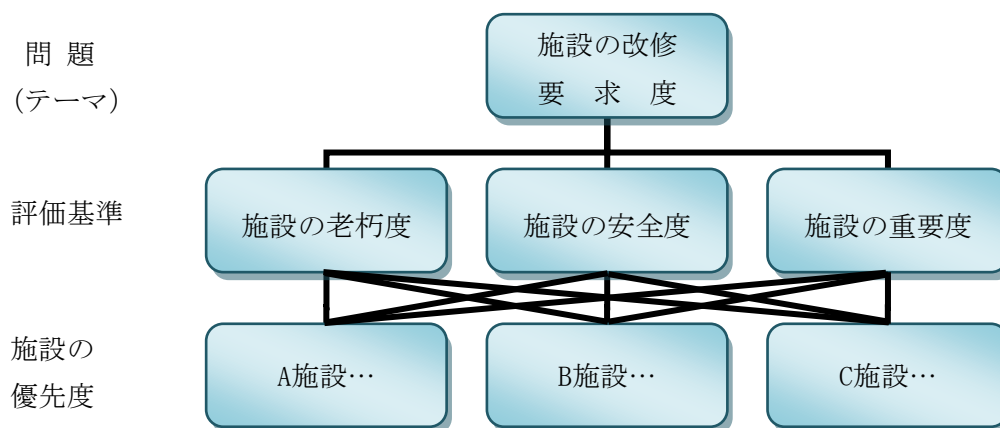 問 題
(テーマ)
施設の改修
要 求 度
評価基準
施設の老朽度
施設の安全度
施設の重要度
施設の
優先度
A施設…
B施設…
C施設…